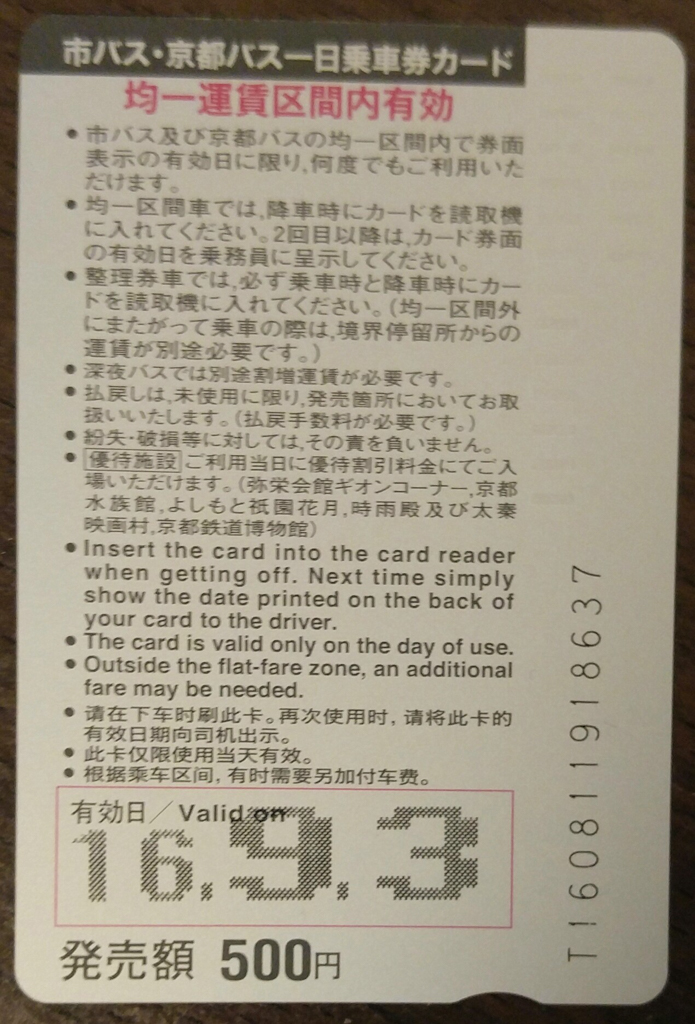 市バス・京都バス一日乗車券カード
均一運賃区間内有効
● 市バス及び京都バスの均一区間内で券面
表示の有効日に限り,何度でもご利用いた
だけます。
● 均一区間車では,降車時にカードを読取機
に入れてください。2回目以降は,カード券面
の有効日を乗務員に呈示してください。
● 整理券車では,必ず乗車時と降車時にカー
ドを読取機に入れてください。(均一区間外
にまたがって乗車の際は,境界停留所からの
運賃が別途必要です。)
● 深夜バスでは別途割増運賃が必要です。
● 払戻しは,未使用に限り,発売箇所においてお取
扱いいたします。(払戻手数料が必要です。)
● 紛失・破損等に対しては,その責を負いません。
● 優待施設 ご利用当日に優待割引料金にてご入
場いただけます。(弥栄会館ギオンコーナー,京都
水族館,よしもと祇園花月,時雨殿及び太秦
映画村,京都鉄道博物館)
● Insert the card into the card reader
when getting off. Next time simply
show the date printed on the back of
your card to the driver.
● The card is valid only on the day of use.
● Outside the flat-fare zone, an additional
fare may be needed.
● 请在下车时刷此卡。再次使用时, 请将此卡的
有效日期向司机出示。
● 此卡仅限使用当天有效。
● 根据乘车区间, 有时需要另加付车费。
有効日/Valid on
16.9.3
発売額 500円
T160811918637